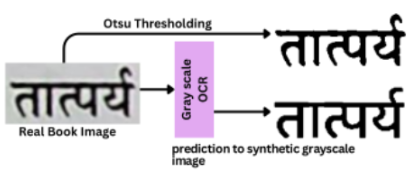 Otsu Thresholding
तात्पर्य
तात्पर्य
Gray scale
OCR
तात्पर्य
Real Book Image
prediction to synthetic grayscale
image